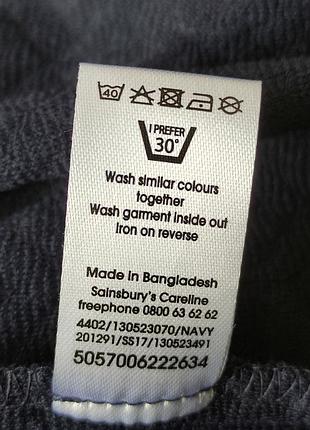 40
I PREFER
30°
Wash similar colours
together
Wash garment inside out
Iron on reverse
Made in Bangladesh
Sainsbury's Careline
freephone 0800 63 62 62
4402/130523070/NAVY
201291/SS17/130523491
5057006222634